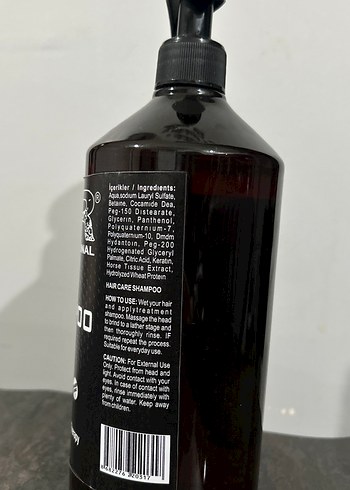 İçerikler / Ingredients:
Aqua,sodium Lauryl Sulfate,
Betaine, Cocamide Dea,
Peg-150 Distearate,
Glycerin, Panthenol,
Polyquaternium-7,
Polyquaternium-10, Dmdm
Hydantoin, Peg-200
Hydrogenated Glyceryl
Palmate, Citric Acid, Keratin,
Horse Tissue Extract,
Hydrolyzed Wheat Protein
HAIR CARE SHAMPOO
HOW TO USE: Wet your hair
and applytreatment
shampoo. Massage the head
to brind to a lather stage and
then thoroughly rinse. IF
required repeat the process.
Suitable for everyday use.
CAUTION: For External Use
Only. Protect from head and
light. Avoid contact with your
eyes. In case of contact with
eyes, rinse immediately with
plenty of water. Keep away
from children.